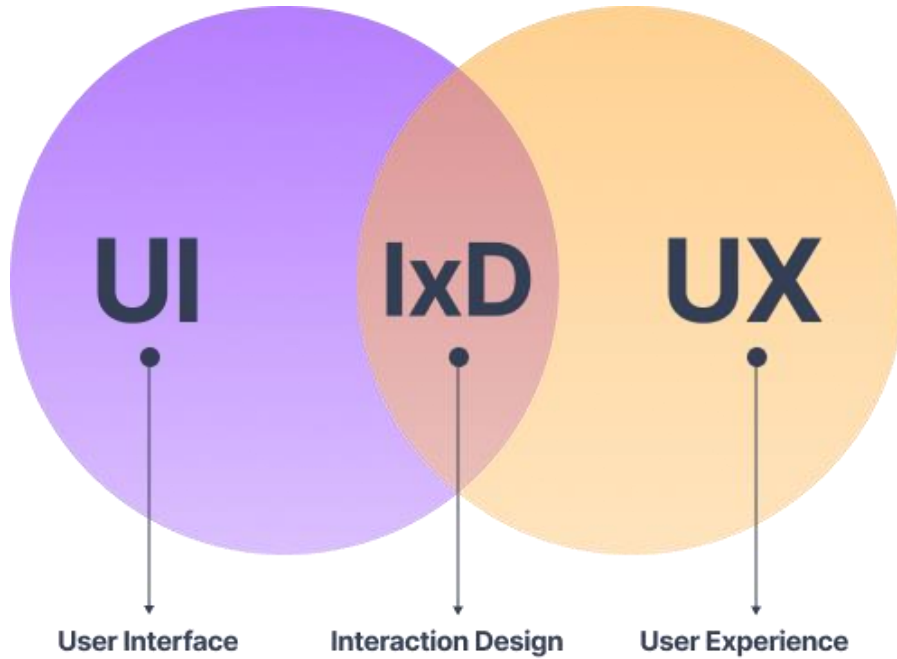 UI
IxD
UX
User Interface
Interaction Design
User Experience